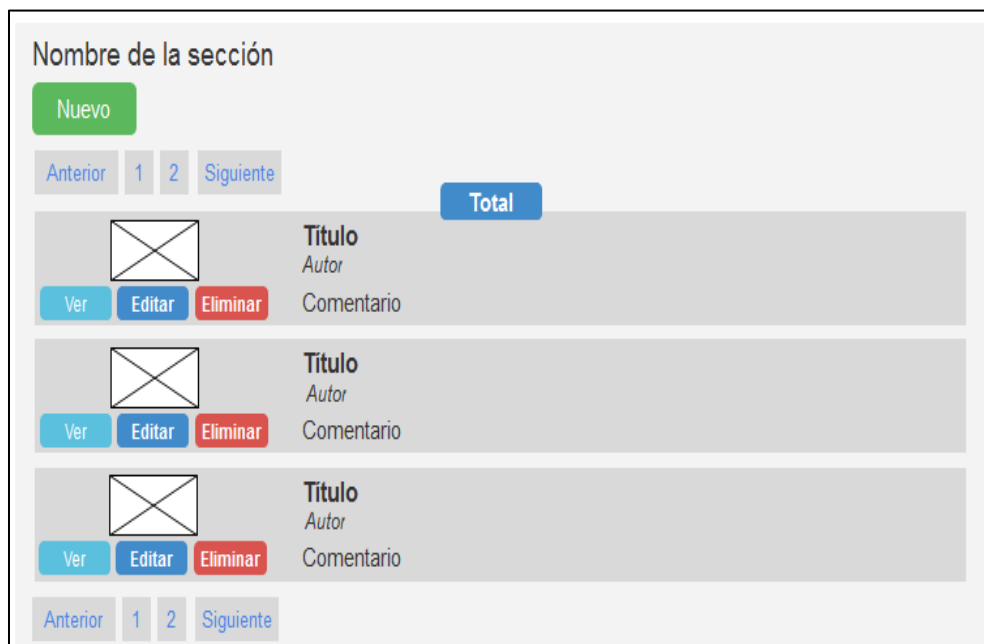 Nombre de la sección
Nuevo
Anterior 1 2 Siguiente
Total
Título
Autor
Ver Editar Eliminar Comentario
Título
Autor
Ver Editar Eliminar Comentario
Título
Autor
Ver Editar Eliminar Comentario
Anterior 1 2 Siguiente